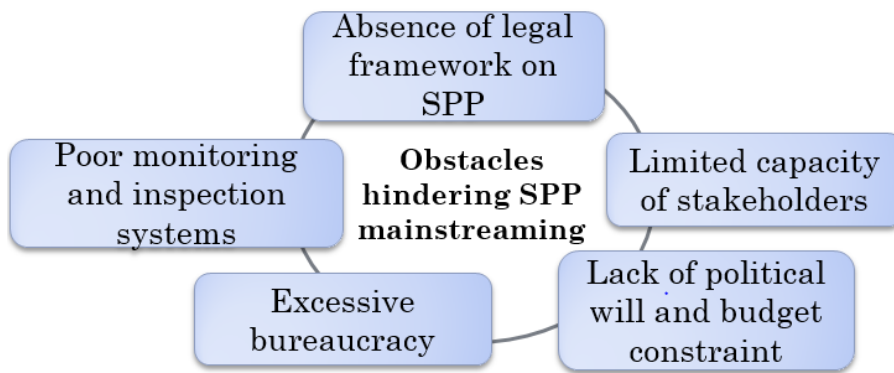 Absence of legal
framework on
SPP
Poor monitoring
and inspection
systems
Obstacles
hindering SPP
mainstreaming
Limited capacity
of stakeholders
Excessive
bureaucracy
Lack of political
will and budget
constraint